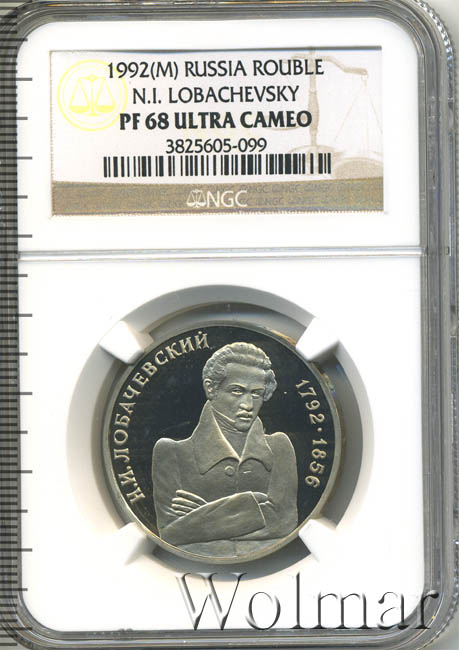 1992(M) RUSSIA ROUBLE
N.I. LOBACHEVSKY
PF 68 ULTRA CAMEO
3825605-099
NGC
Н.И.ЛОБАЧЕВСКИЙ
1792·1856
Wolmar